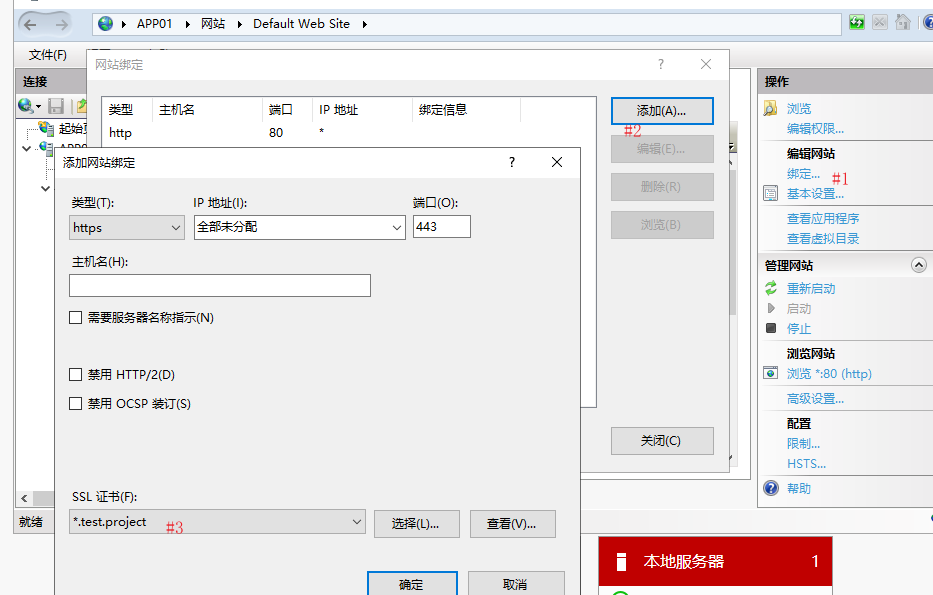 APP01 网站 Default Web Site
文件(F)
网站绑定
连接
操作
类型 主机名 端口 IP 地址 绑定信息
http 80 *
添加(A)...
#2
编辑(E)...
删除(R)
浏览(B)
关闭(C)
起始页
添加网站绑定
类型(T): IP 地址(I): 端口(O):
https 全部未分配 443
主机名(H):
需要服务器名称指示(N)
禁用 HTTP/2(D)
禁用 OCSP 装订(S)
SSL 证书(F):
*.test.project #3 选择(L)... 查看(V)...
确定 取消
就绪
浏览
编辑权限...
编辑网站
绑定... #1
基本设置...
查看应用程序
查看虚拟目录
管理网站
重新启动
启动
停止
浏览网站
浏览 *:80 (http)
高级设置...
配置
限制...
HSTS...
帮助
本地服务器 1